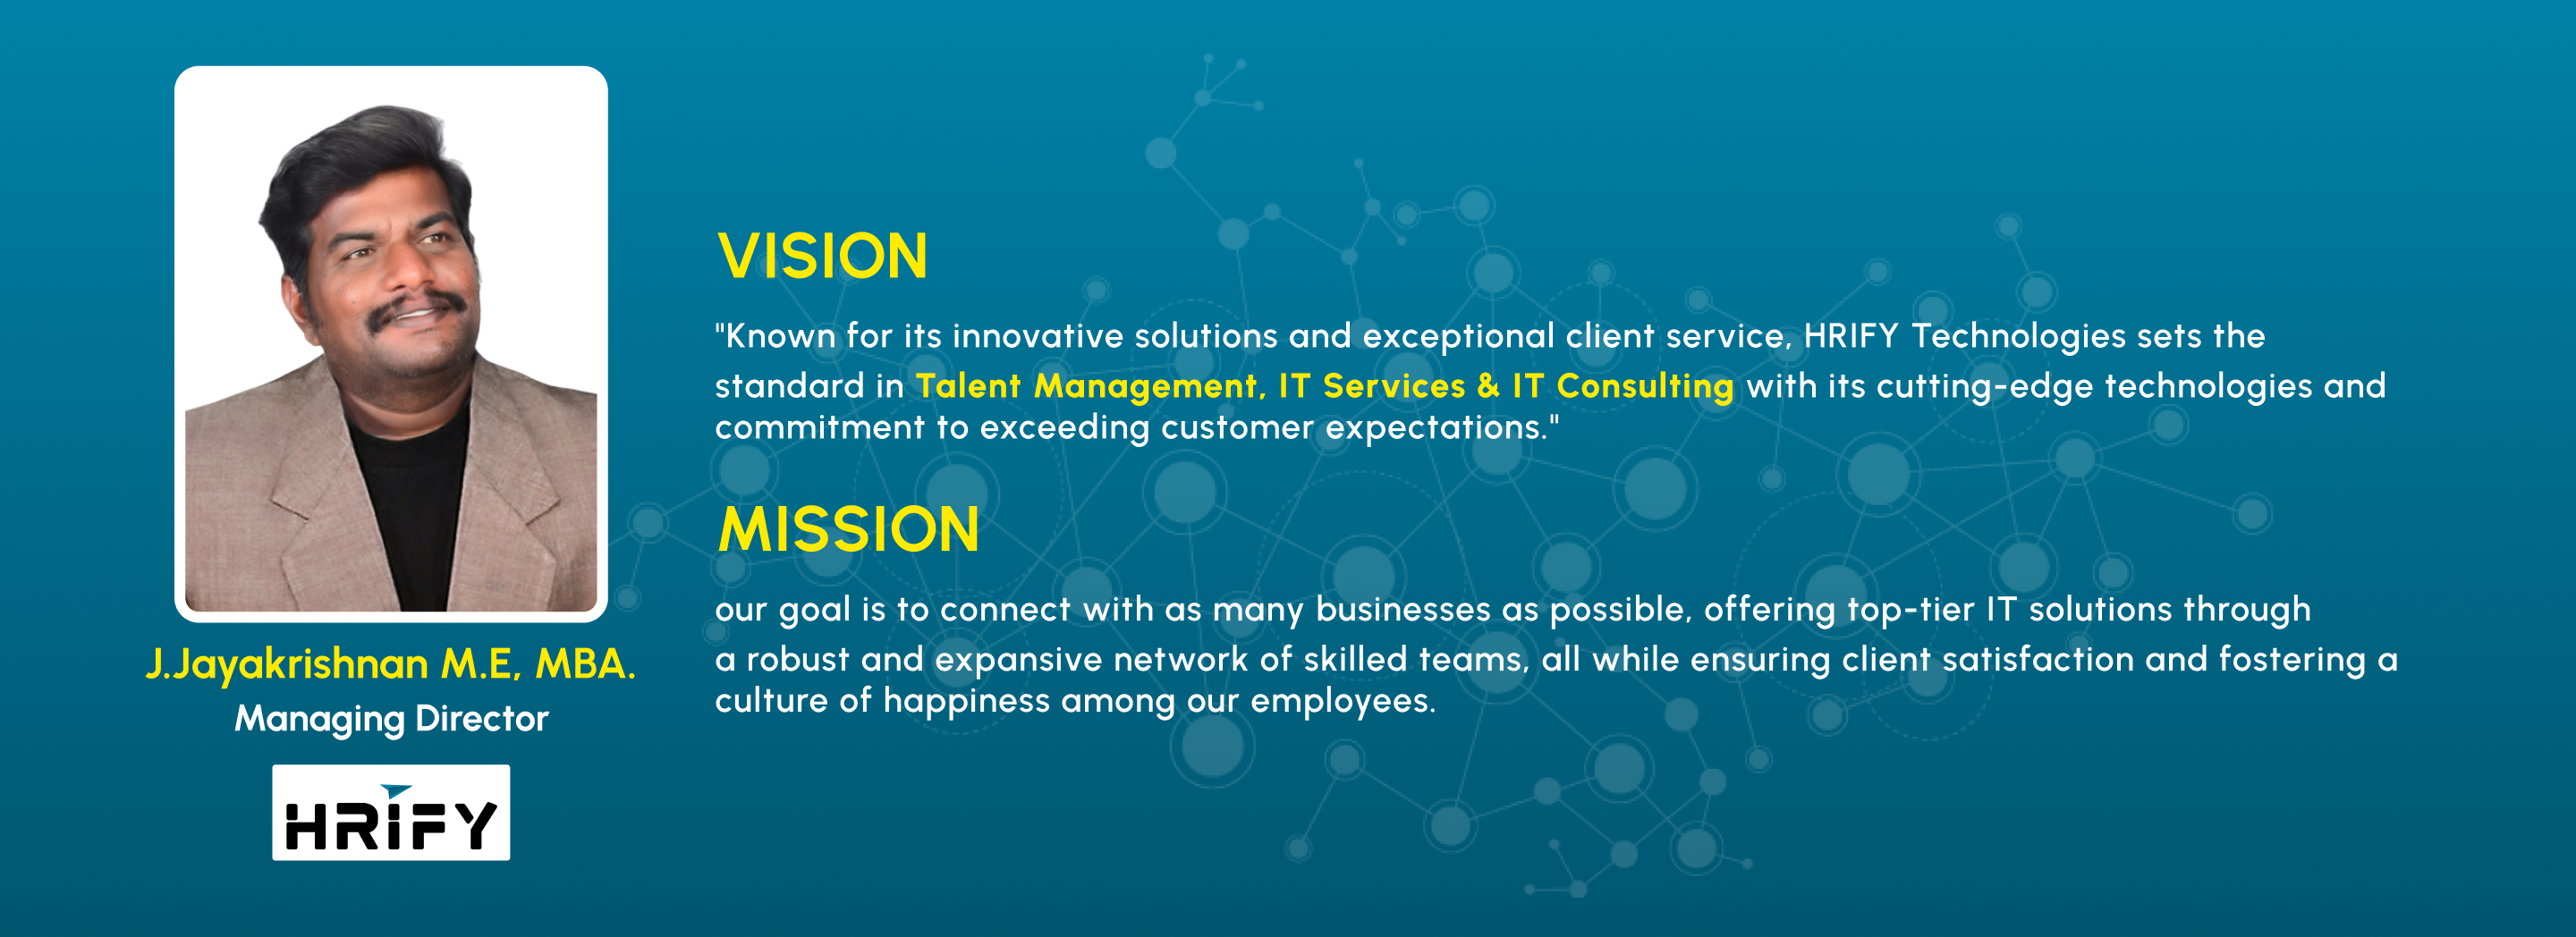 VISION
"Known for its innovative solutions and exceptional client service, HRIFY Technologies sets the
standard in Talent Management, IT Services & IT Consulting with its cutting-edge technologies and
commitment to exceeding customer expectations."
MISSION
our goal is to connect with as many businesses as possible, offering top-tier IT solutions through
a robust and expansive network of skilled teams, all while ensuring client satisfaction and fostering a
culture of happiness among our employees.
J.Jayakrishnan M.E, MBA.
Managing Director
HRIFY